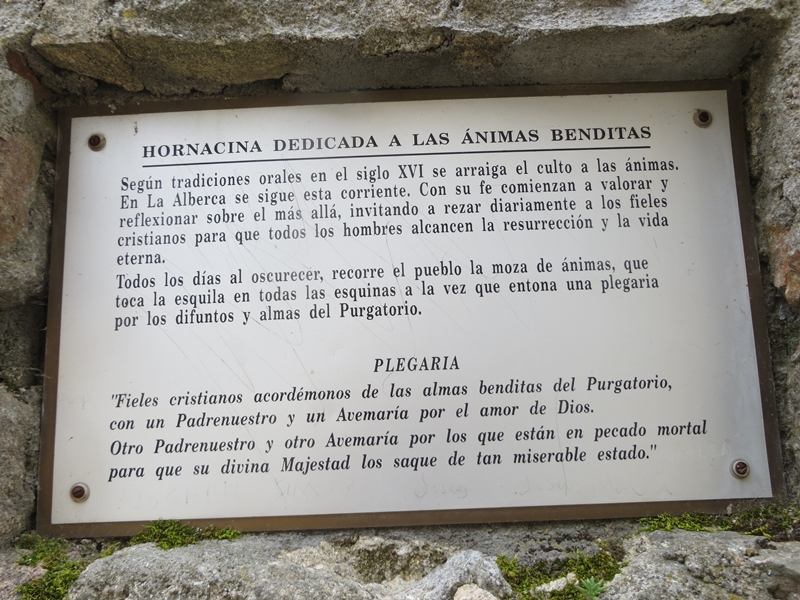 HORNACINA DEDICADA A LAS ÁNIMAS BENDITAS
Según tradiciones orales en el siglo XVI se arraiga el culto a las ánimas.
En La Alberca se sigue esta corriente. Con su fe comienzan a valorar y
reflexionar sobre el más allá, invitando a rezar diariamente a los fieles
cristianos para que todos los hombres alcancen la resurrección y la vida
eterna.
Todos los días al oscurecer, recorre el pueblo la moza de ánimas, que
toca la esquila en todas las esquinas a la vez que entona una plegaria
por los difuntos y almas del Purgatorio.
PLEGARIA
"Fieles cristianos acordémonos de las almas benditas del Purgatorio,
con un Padrenuestro y un Avemaría por el amor de Dios.
Otro Padrenuestro y otro Avemaría por los que están en pecado mortal
para que su divina Majestad los saque de tan miserable estado."